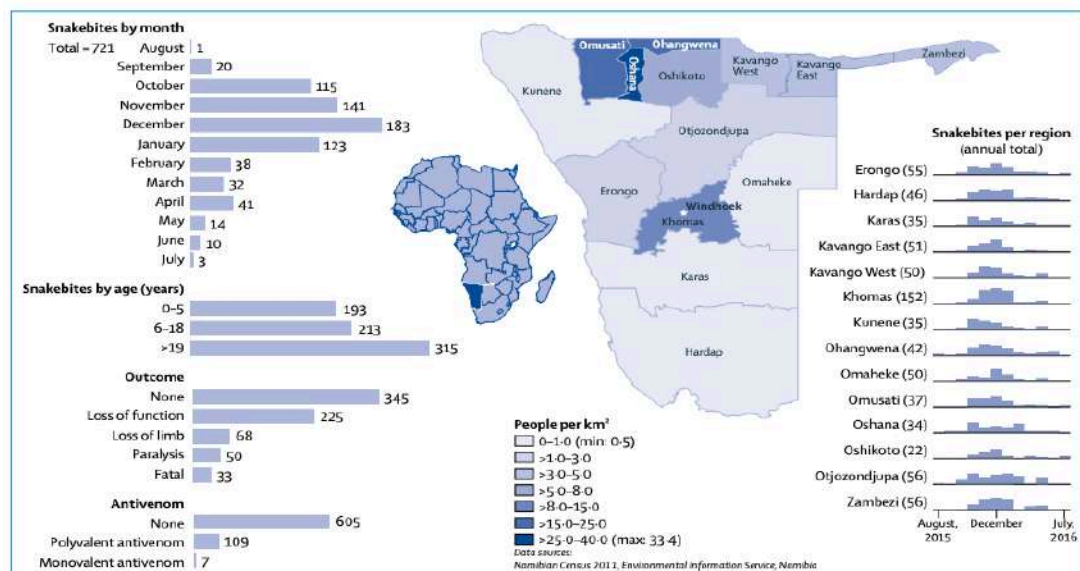 Snakebites by month
Total = 721 August 1
September 20
October 115
November 141
December 183
January 123
February 38
March 32
April 41
May 14
June 10
July 3
Snakebites by age (years)
0–5 193
6–18 213
>19 315
Outcome
None 345
Loss of function 225
Loss of limb 68
Paralysis 50
Fatal 33
Antivenom
None 605
Polyvalent antivenom 109
Monovalent antivenom 7
Omusati
Ohangwena
Oshana
Oshikoto
Kunene
Kavango
West
Kavango
East
Zambezi
Otjozondjupa
Erongo
Omaheke
Windhoek
Khomas
Karas
Hardap
People per km²
0–1·0 (min: 0·5)
>1·0–3·0
>3·0–5·0
>5·0–8·0
>8·0–15·0
>15·0–25·0
>25·0–40·0 (max: 33·4)
Data sources:
Namibian Census 2011, Environmental Information Service, Namibia
Snakebites per region
(annual total)
Erongo (55)
Hardap (46)
Karas (35)
Kavango East (51)
Kavango West (50)
Khomas (152)
Kunene (35)
Ohangwena (42)
Omaheke (50)
Omusati (37)
Oshana (34)
Oshikoto (22)
Otjozondjupa (56)
Zambezi (56)
August, December July,
2015 2016